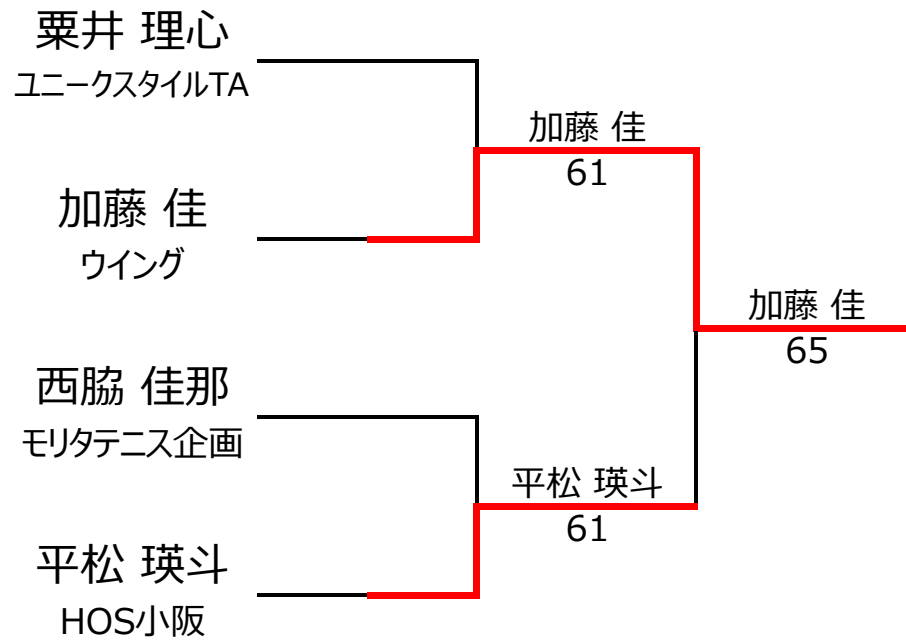 粟井 理心
ユニークスタイルTA
加藤 佳
61
加藤 佳
ウイング
加藤 佳
65
西脇 佳那
モリタテニス企画
平松 瑛斗
61
平松 瑛斗
HOS小阪